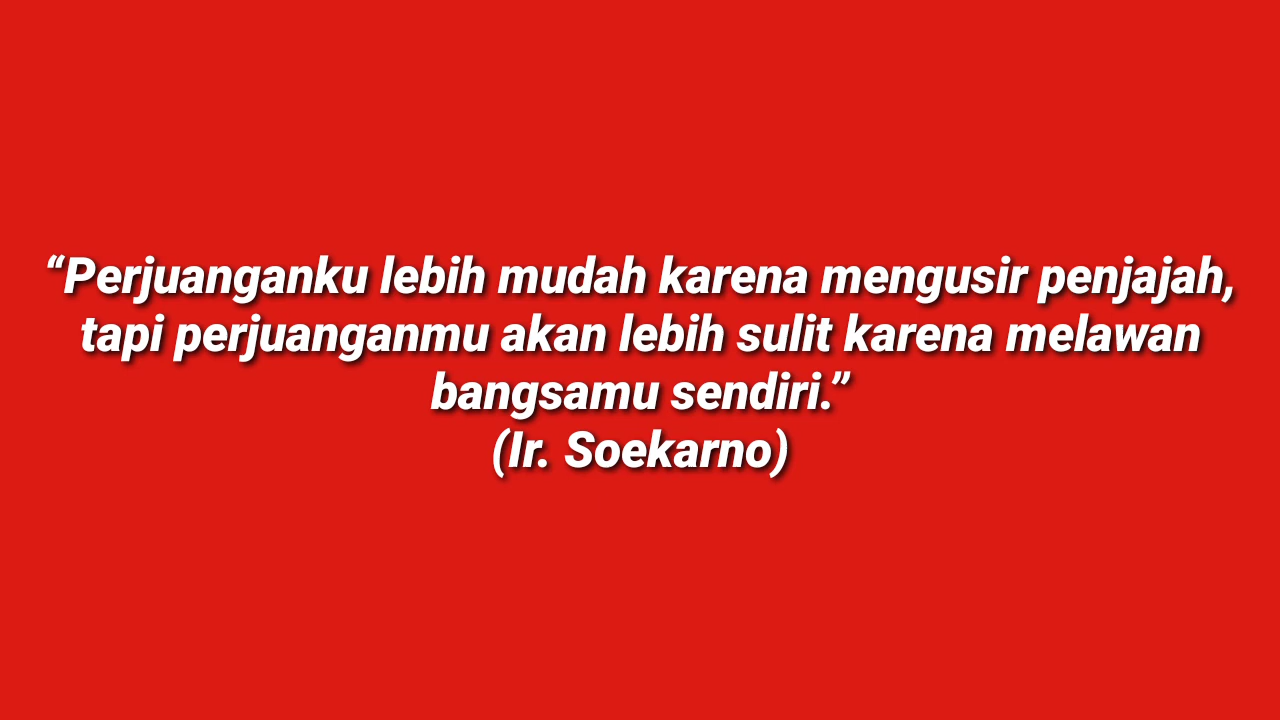 “Perjuanganku lebih mudah karena mengusir penjajah,
tapi perjuanganmu akan lebih sulit karena melawan
bangsamu sendiri.”
(Ir. Soekarno)